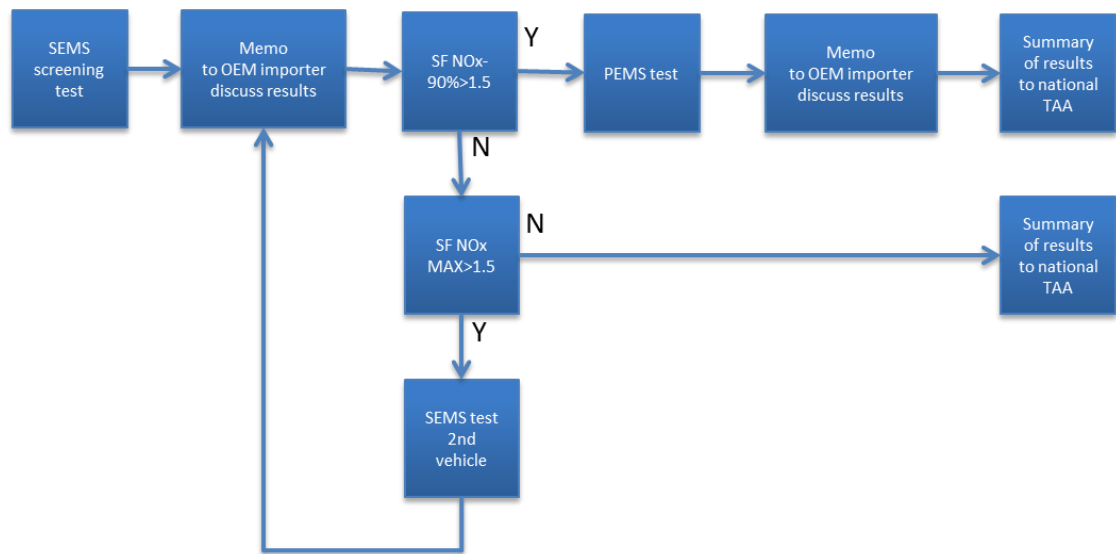 SEMS
screening
test
Memo
to OEM importer
discuss results
SF NOx-
90%>1.5
Y
PEMS test
Memo
to OEM importer
discuss results
Summary
of results
to national
TAA
N
SF NOx
MAX>1.5
N
Summary
of results
to national
TAA
Y
SEMS test
2nd
vehicle